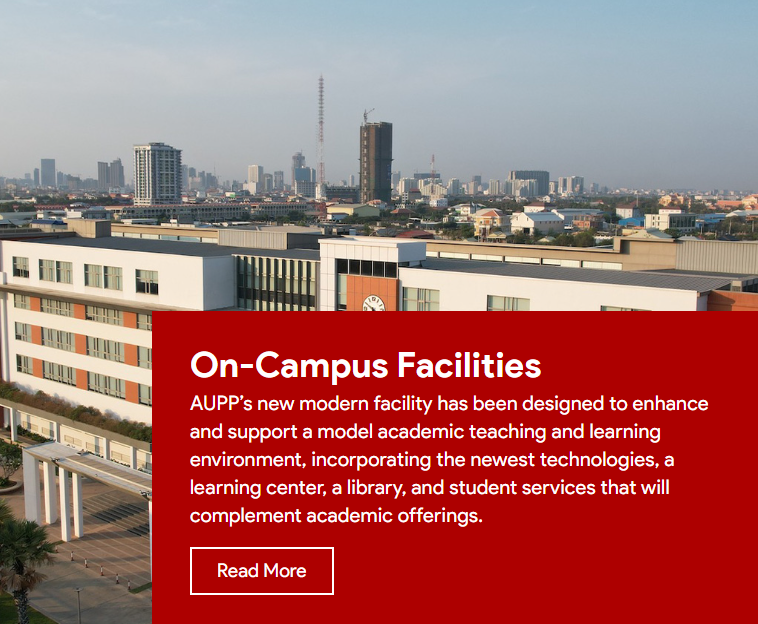 On-Campus Facilities
AUPP’s new modern facility has been designed to enhance
and support a model academic teaching and learning
environment, incorporating the newest technologies, a
learning center, a library, and student services that will
complement academic offerings.
Read More